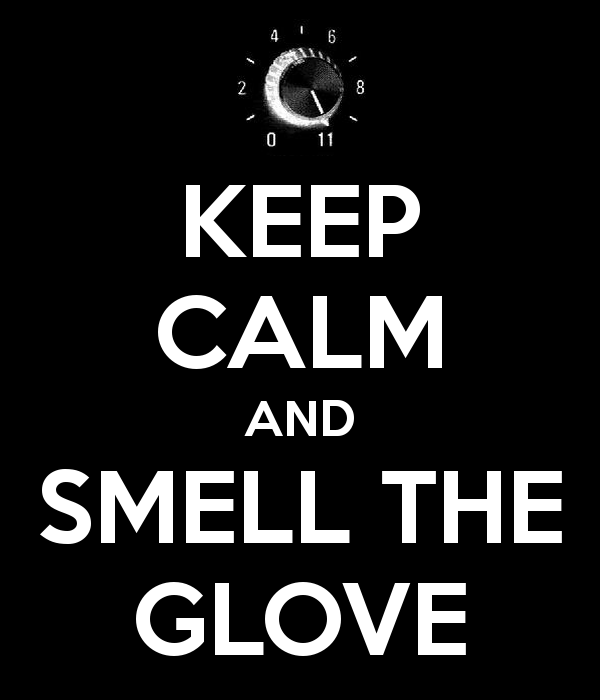 4 6
2 8
0 11
KEEP
CALM
AND
SMELL THE
GLOVE